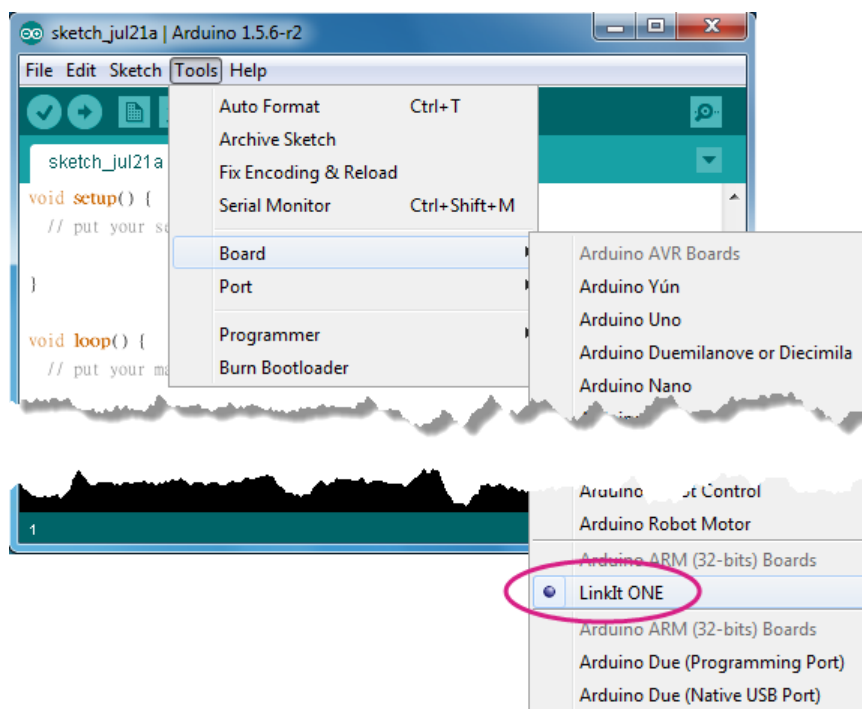 sketch_jul21a | Arduino 1.5.6-r2
File Edit Sketch Tools Help
Auto Format Ctrl+T
Archive Sketch
sketch_jul21a
Fix Encoding & Reload
void setup() {
Serial Monitor Ctrl+Shift+M
// put your se
Board
Arduino AVR Boards
}
Port
Arduino Yún
Arduino Uno
void loop() {
Programmer
Arduino Duemilanove or Diecimila
// put your ma
Burn Bootloader
Arduino Nano
Arduino
ot Control
1
Arduino Robot Motor
Arduino ARM (32-bits) Boards
LinkIt ONE
Arduino ARM (32-bits) Boards
Arduino Due (Programming Port)
Arduino Due (Native USB Port)